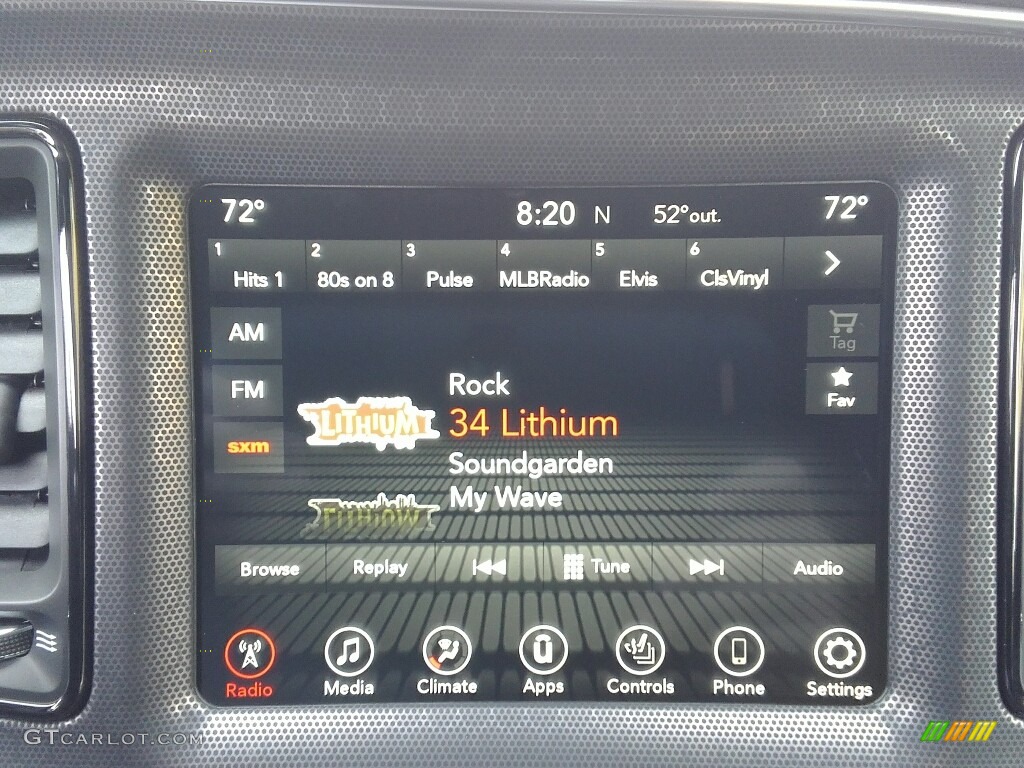 72° 8:20 N 52°out. 72°
1 2 3 4 5 6
Hits 1 80s on 8 Pulse MLBRadio Elvis ClsVinyl
AM
Tag
FM
Fav
sxm
Rock
LITHIUM 34 Lithium
Soundgarden
My Wave
Browse Replay Tune Audio
Radio Media Climate Apps Controls Phone Settings
GTCARLOT.COM